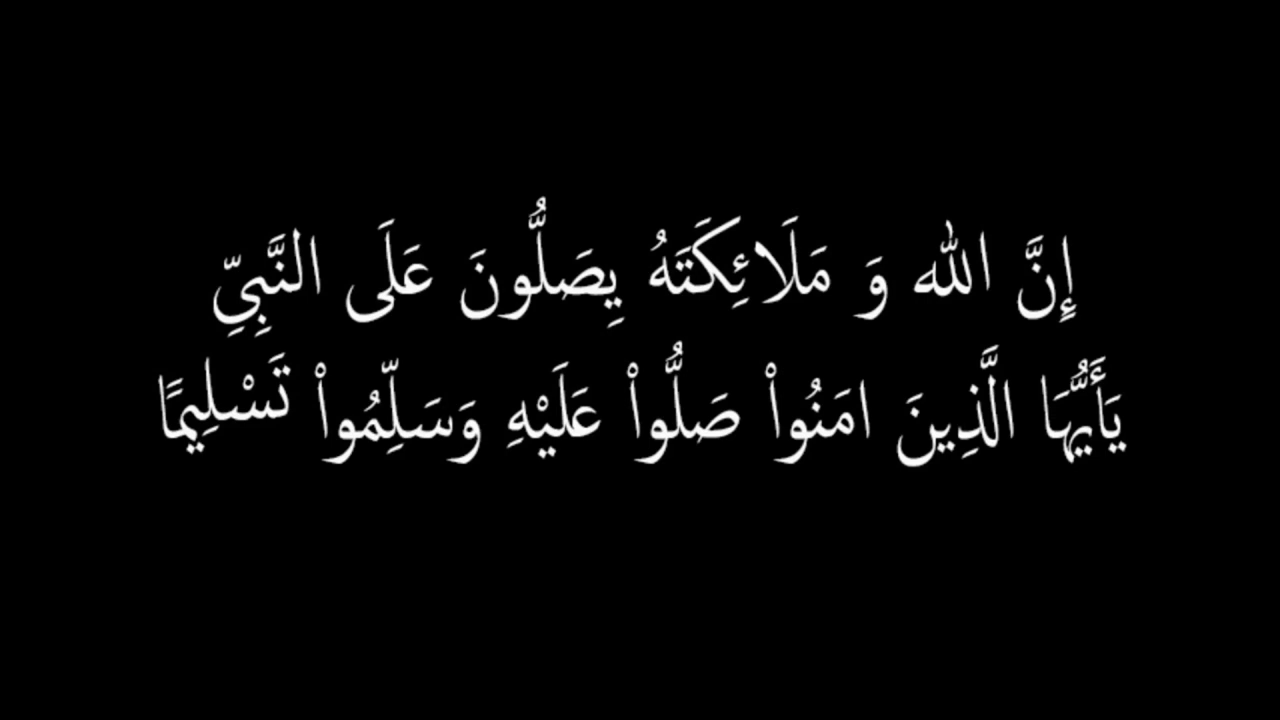 إِنَّ الله وَ مَلَائِكَتَهُ يِصَلُّونَ عَلَى النَّبِيِّ
يَأَيُّهَا الَّذِينَ امَنُواْ صَلُّواْ عَلَيْهِ وَسَلِّمُواْ تَسْلِيمًا